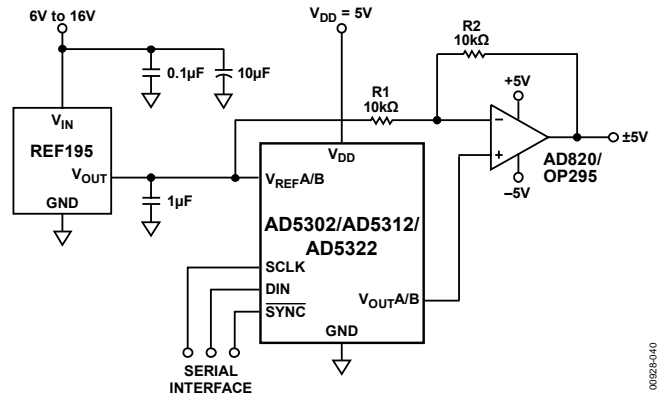 6V to 16V
0.1µF
10µF
VDD = 5V
R2
10kΩ
R1
10kΩ
+5V
–
+
±5V
AD820/
OP295
–5V
VIN
REF195
VOUT
GND
1µF
VDD
VREFA/B
AD5302/AD5312/
AD5322
SCLK
DIN
SYNC
VOUTA/B
GND
SERIAL
INTERFACE
00928-040